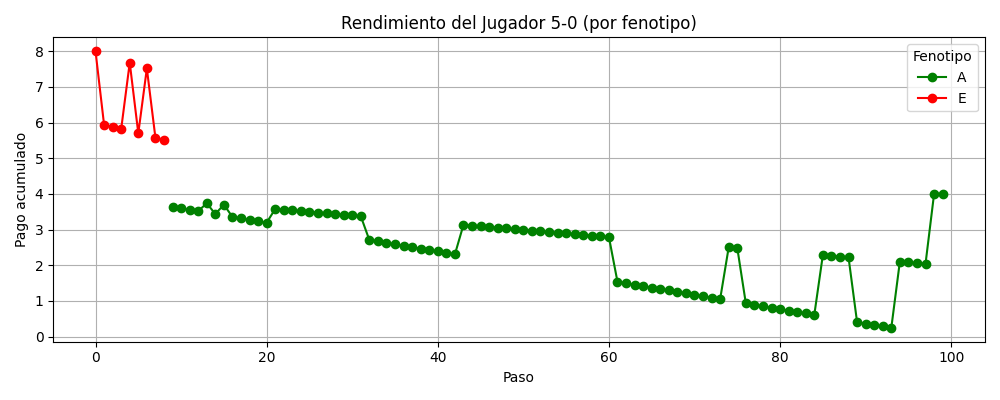 Rendimiento del Jugador 5-0 (por fenotipo)
Pago acumulado
8
7
6
5
4
3
2
1
0
Fenotipo
A
E
0 20 40 60 80 100
Paso